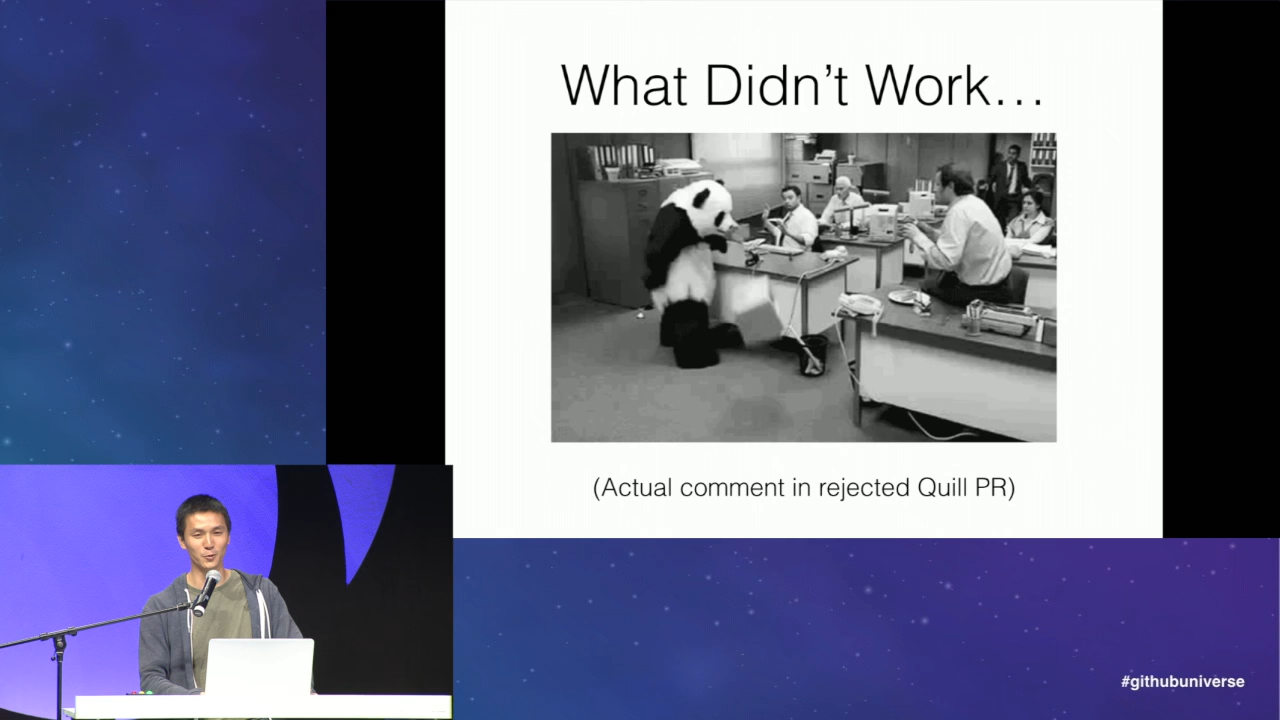 What Didn’t Work…
(Actual comment in rejected Quill PR)
#githubuniverse